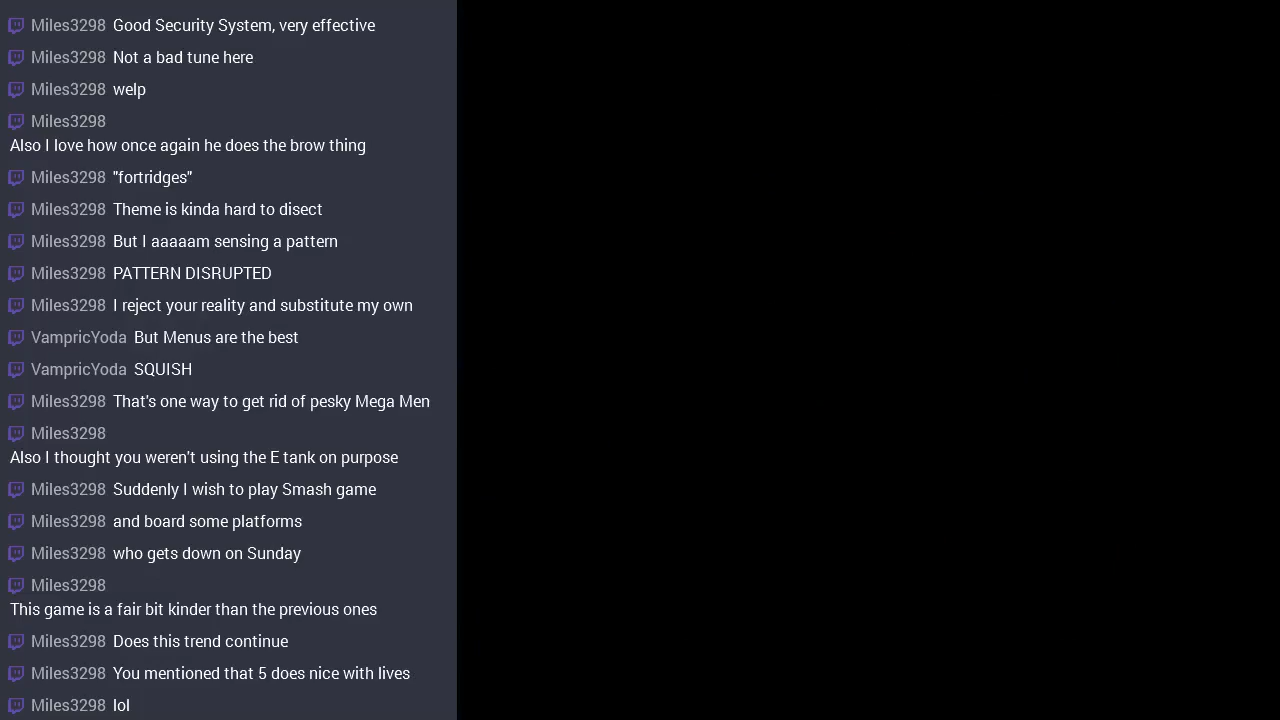 Miles3298 Good Security System, very effective
Miles3298 Not a bad tune here
Miles3298 welp
Miles3298
Also I love how once again he does the brow thing
Miles3298 "fortridges"
Miles3298 Theme is kinda hard to disect
Miles3298 But I aaaaam sensing a pattern
Miles3298 PATTERN DISRUPTED
Miles3298 I reject your reality and substitute my own
VampricYoda But Menus are the best
VampricYoda SQUISH
Miles3298 That's one way to get rid of pesky Mega Men
Miles3298
Also I thought you weren't using the E tank on purpose
Miles3298 Suddenly I wish to play Smash game
Miles3298 and board some platforms
Miles3298 who gets down on Sunday
Miles3298
This game is a fair bit kinder than the previous ones
Miles3298 Does this trend continue
Miles3298 You mentioned that 5 does nice with lives
Miles3298 lol